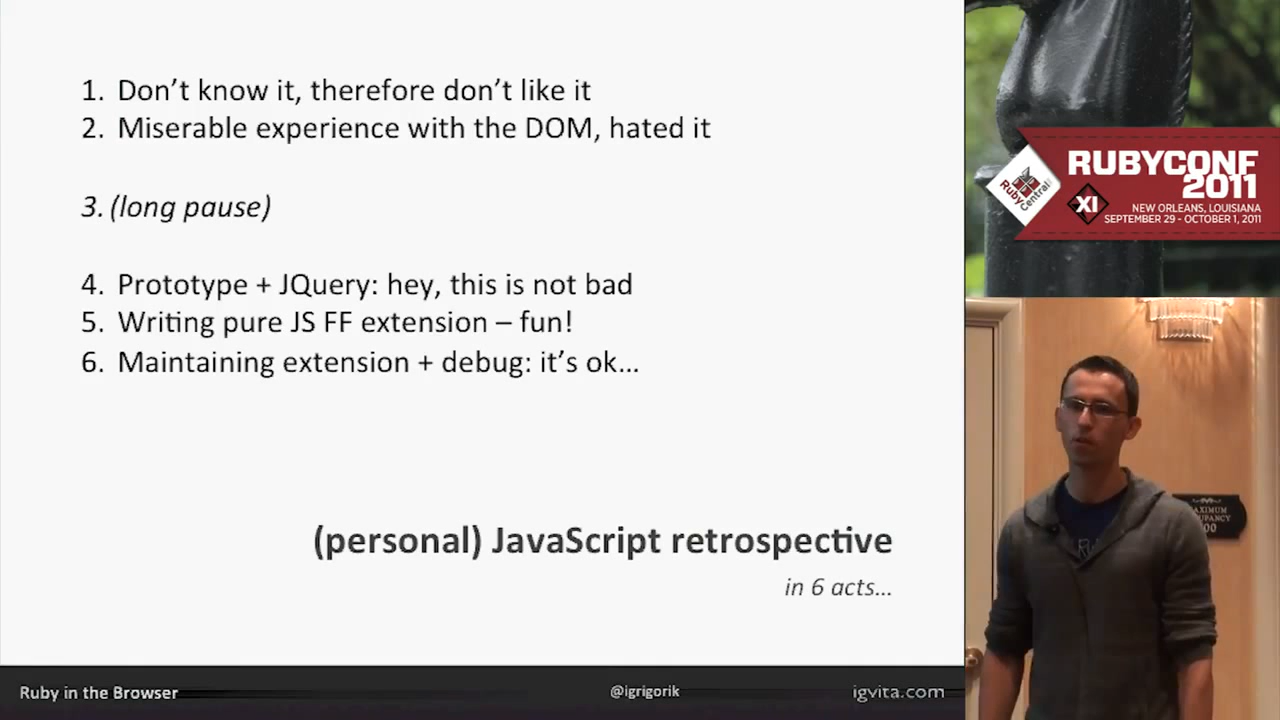 1. Don't know it, therefore don't like it
2. Miserable experience with the DOM, hated it
3. (long pause)
4. Prototype + JQuery: hey, this is not bad
5. Writing pure JS FF extension – fun!
6. Maintaining extension + debug: it's ok…
(personal) JavaScript retrospective
in 6 acts…
Ruby in the Browser
@igrigorik
igvita.com
RubyCentral
XI
RUBYCONF
2011
NEW ORLEANS, LOUISIANA
SEPTEMBER 29 - OCTOBER 1, 2011